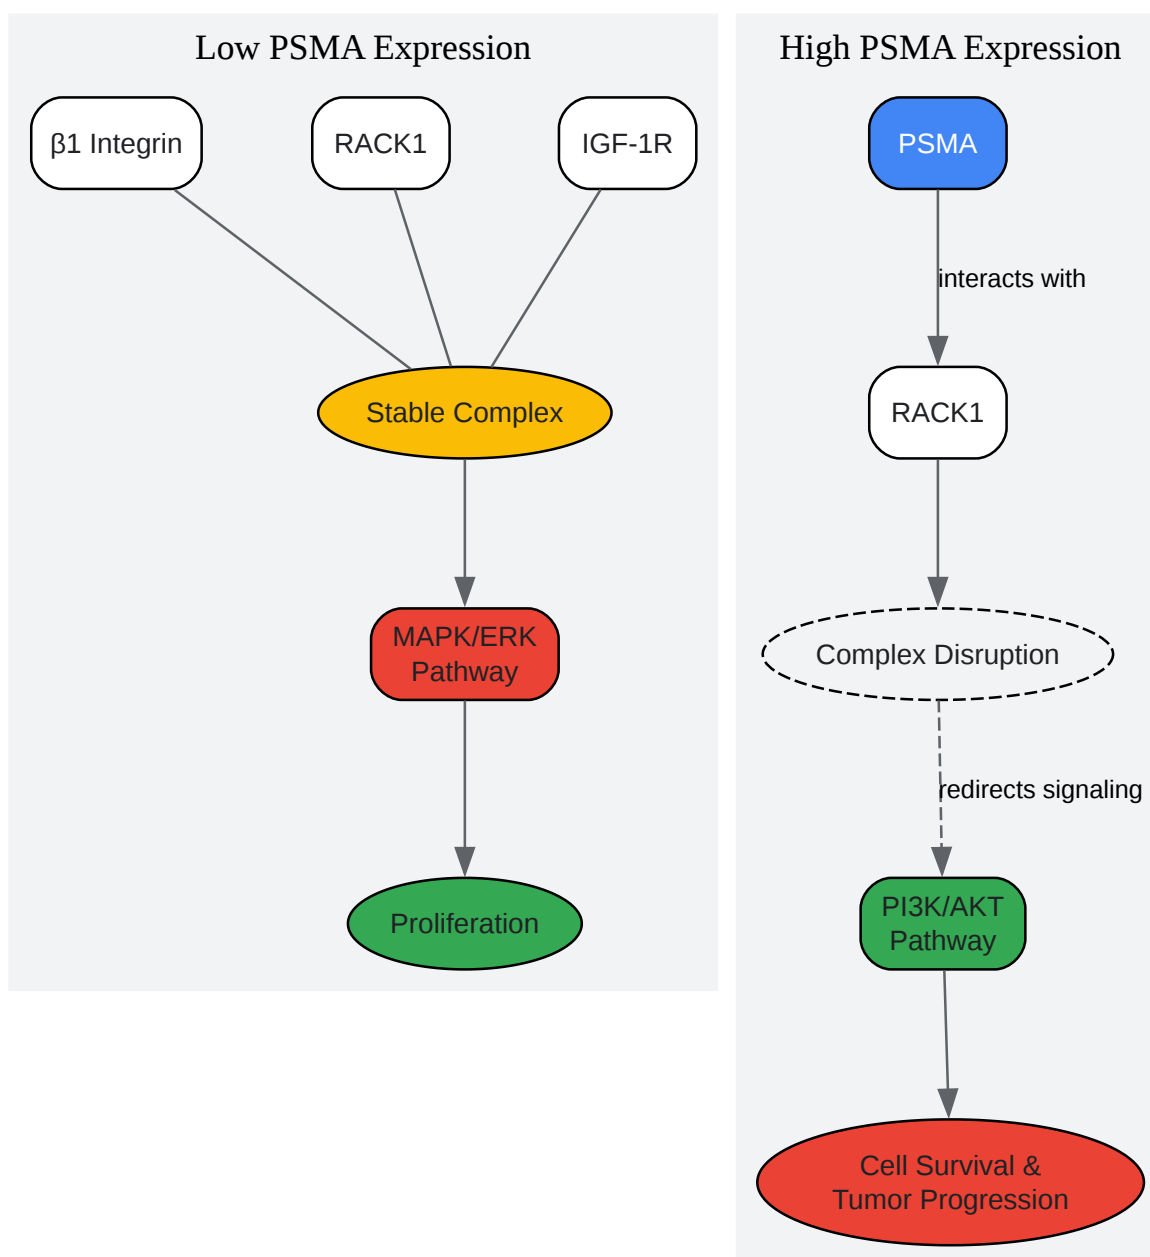 Low PSMA Expression
β1 Integrin
RACK1
IGF-1R
Stable Complex
MAPK/ERK
Pathway
Proliferation
High PSMA Expression
PSMA
interacts with
RACK1
Complex Disruption
redirects signaling
PI3K/AKT
Pathway
Cell Survival &
Tumor Progression